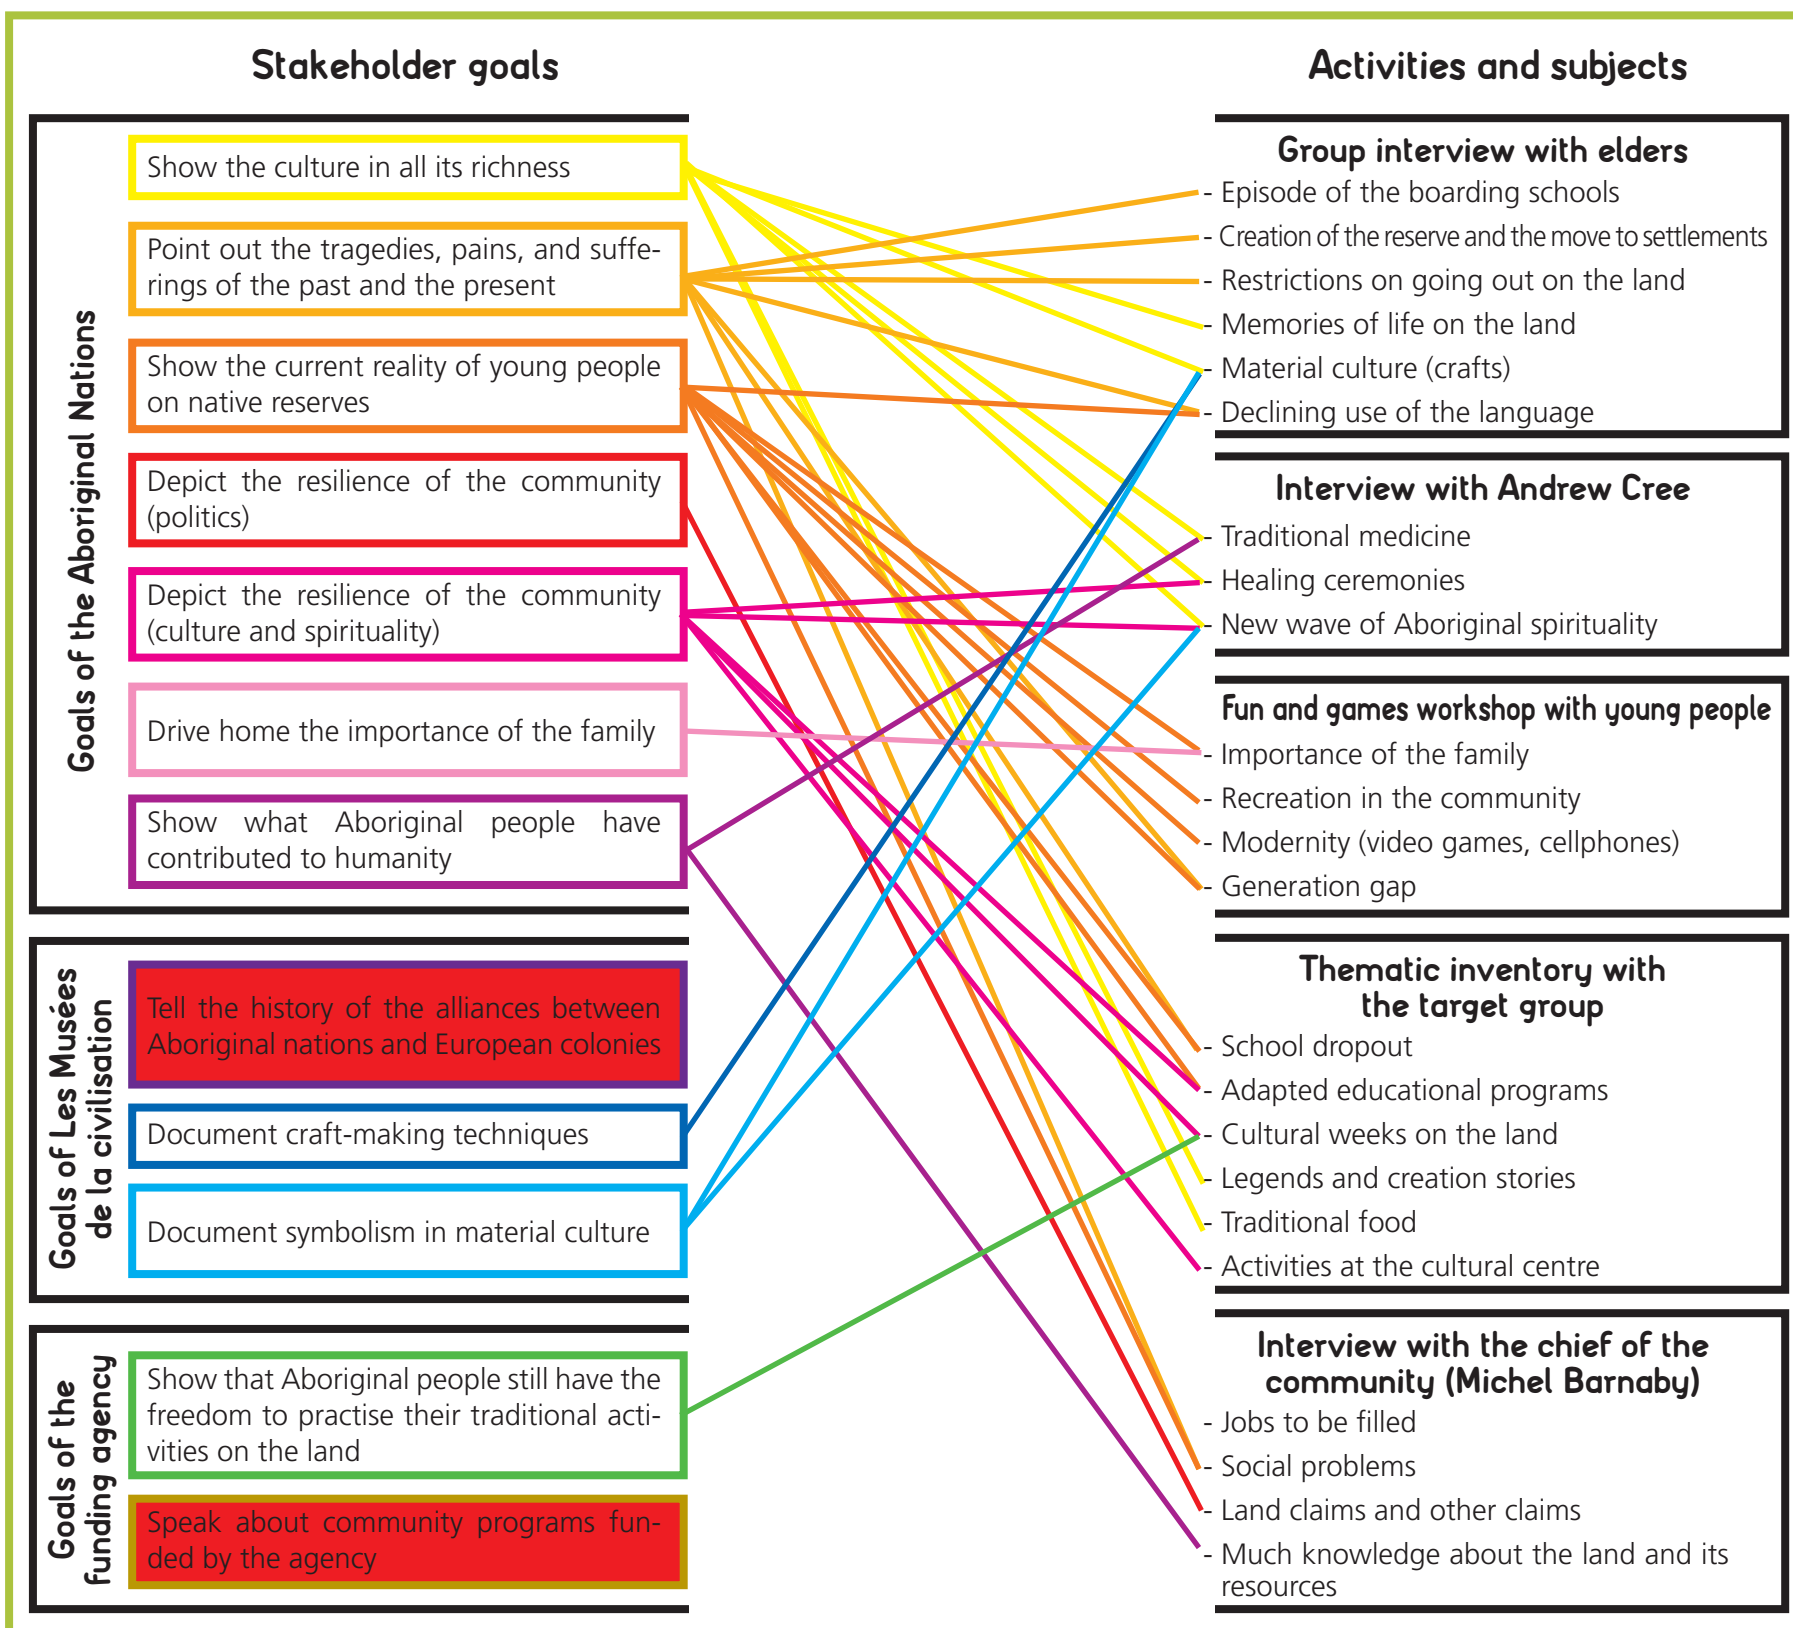 Stakeholder goals
Goals of the Aboriginal Nations
Show the culture in all its richness
Point out the tragedies, pains, and suffe-
rings of the past and the present
Show the current reality of young people
on native reserves
Depict the resilience of the community
(politics)
Depict the resilience of the community
(culture and spirituality)
Drive home the importance of the family
Show what Aboriginal people have
contributed to humanity
Goals of Les Musées
de la civilisation
Tell the history of the alliances between
Aboriginal nations and European colonies
Document craft-making techniques
Document symbolism in material culture
Goals of the
funding agency
Show that Aboriginal people still have the
freedom to practise their traditional acti-
vities on the land
Speak about community programs fun-
ded by the agency
Activities and subjects
Group interview with elders
- Episode of the boarding schools
- Creation of the reserve and the move to settlements
- Restrictions on going out on the land
- Memories of life on the land
- Material culture (crafts)
- Declining use of the language
Interview with Andrew Cree
- Traditional medicine
- Healing ceremonies
- New wave of Aboriginal spirituality
Fun and games workshop with young people
- Importance of the family
- Recreation in the community
- Modernity (video games, cellphones)
- Generation gap
Thematic inventory with
the target group
- School dropout
- Adapted educational programs
- Cultural weeks on the land
- Legends and creation stories
- Traditional food
- Activities at the cultural centre
Interview with the chief of the
community (Michel Barnaby)
- Jobs to be filled
- Social problems
- Land claims and other claims
- Much knowledge about the land and its
resources